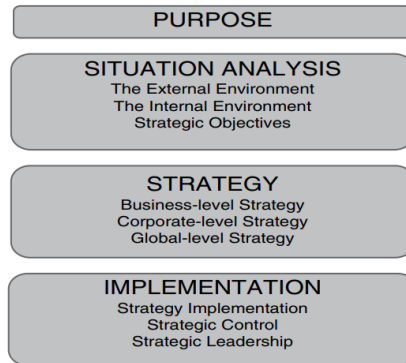 PURPOSE
SITUATION ANALYSIS
The External Environment
The Internal Environment
Strategic Objectives
STRATEGY
Business-level Strategy
Corporate-level Strategy
Global-level Strategy
IMPLEMENTATION
Strategy Implementation
Strategic Control
Strategic Leadership